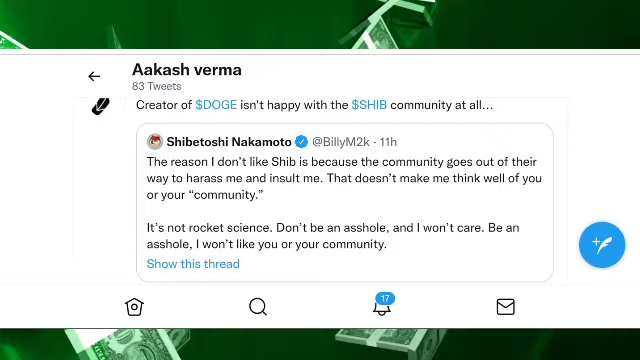 Aakash verma
83 Tweets
Creator of $DOGE isn't happy with the $SHIB community at all...
Shibetoshi Nakamoto @BillyM2k · 11h
The reason I don't like Shib is because the community goes out of their
way to harass me and insult me. That doesn't make me think well of you
or your “community.”
It's not rocket science. Don't be an asshole, and I won't care. Be an
asshole, I won't like you or your community.
Show this thread
17